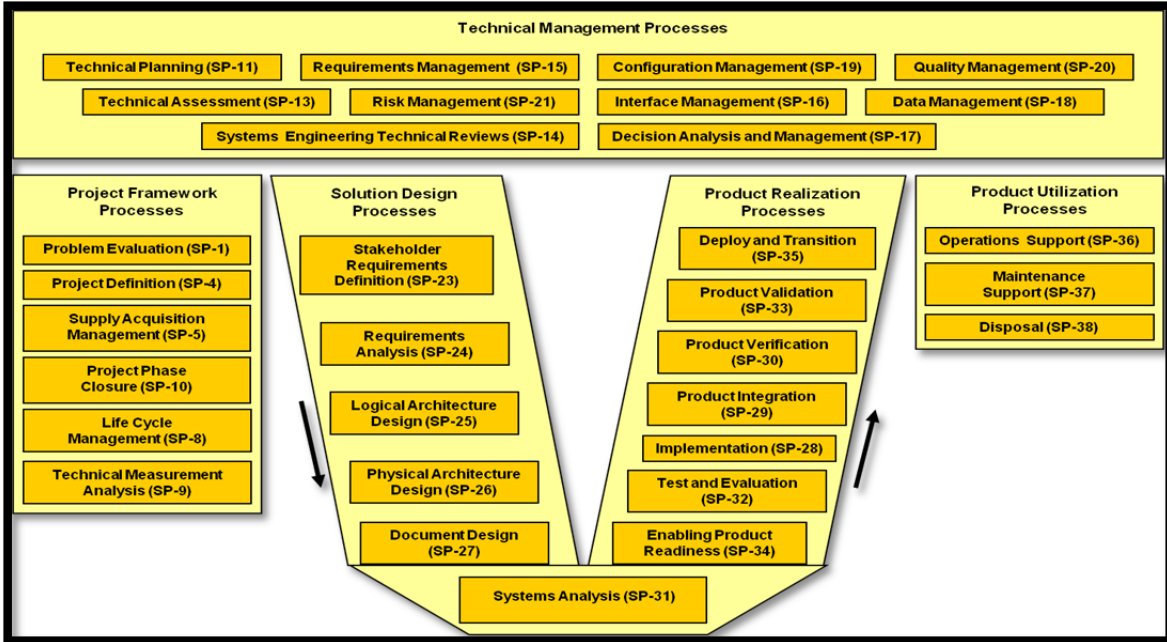 Technical Management Processes
Technical Planning (SP-11)
Requirements Management (SP-15)
Configuration Management (SP-19)
Quality Management (SP-20)
Technical Assessment (SP-13)
Risk Management (SP-21)
Interface Management (SP-16)
Data Management (SP-18)
Systems Engineering Technical Reviews (SP-14)
Decision Analysis and Management (SP-17)
Project Framework
Processes
Problem Evaluation (SP-1)
Project Definition (SP-4)
Supply Acquisition
Management (SP-5)
Project Phase
Closure (SP-10)
Life Cycle
Management (SP-8)
Technical Measurement
Analysis (SP-9)
Solution Design
Processes
Stakeholder
Requirements
Definition (SP-23)
Requirements
Analysis (SP-24)
Logical Architecture
Design (SP-25)
Physical Architecture
Design (SP-26)
Document Design
(SP-27)
Product Realization
Processes
Deploy and Transition
(SP-35)
Product Validation
(SP-33)
Product Verification
(SP-30)
Product Integration
(SP-29)
Implementation (SP-28)
Test and Evaluation
(SP-32)
Enabling Product
Readiness (SP-34)
Product Utilization
Processes
Operations Support (SP-36)
Maintenance
Support (SP-37)
Disposal (SP-38)
Systems Analysis (SP-31)